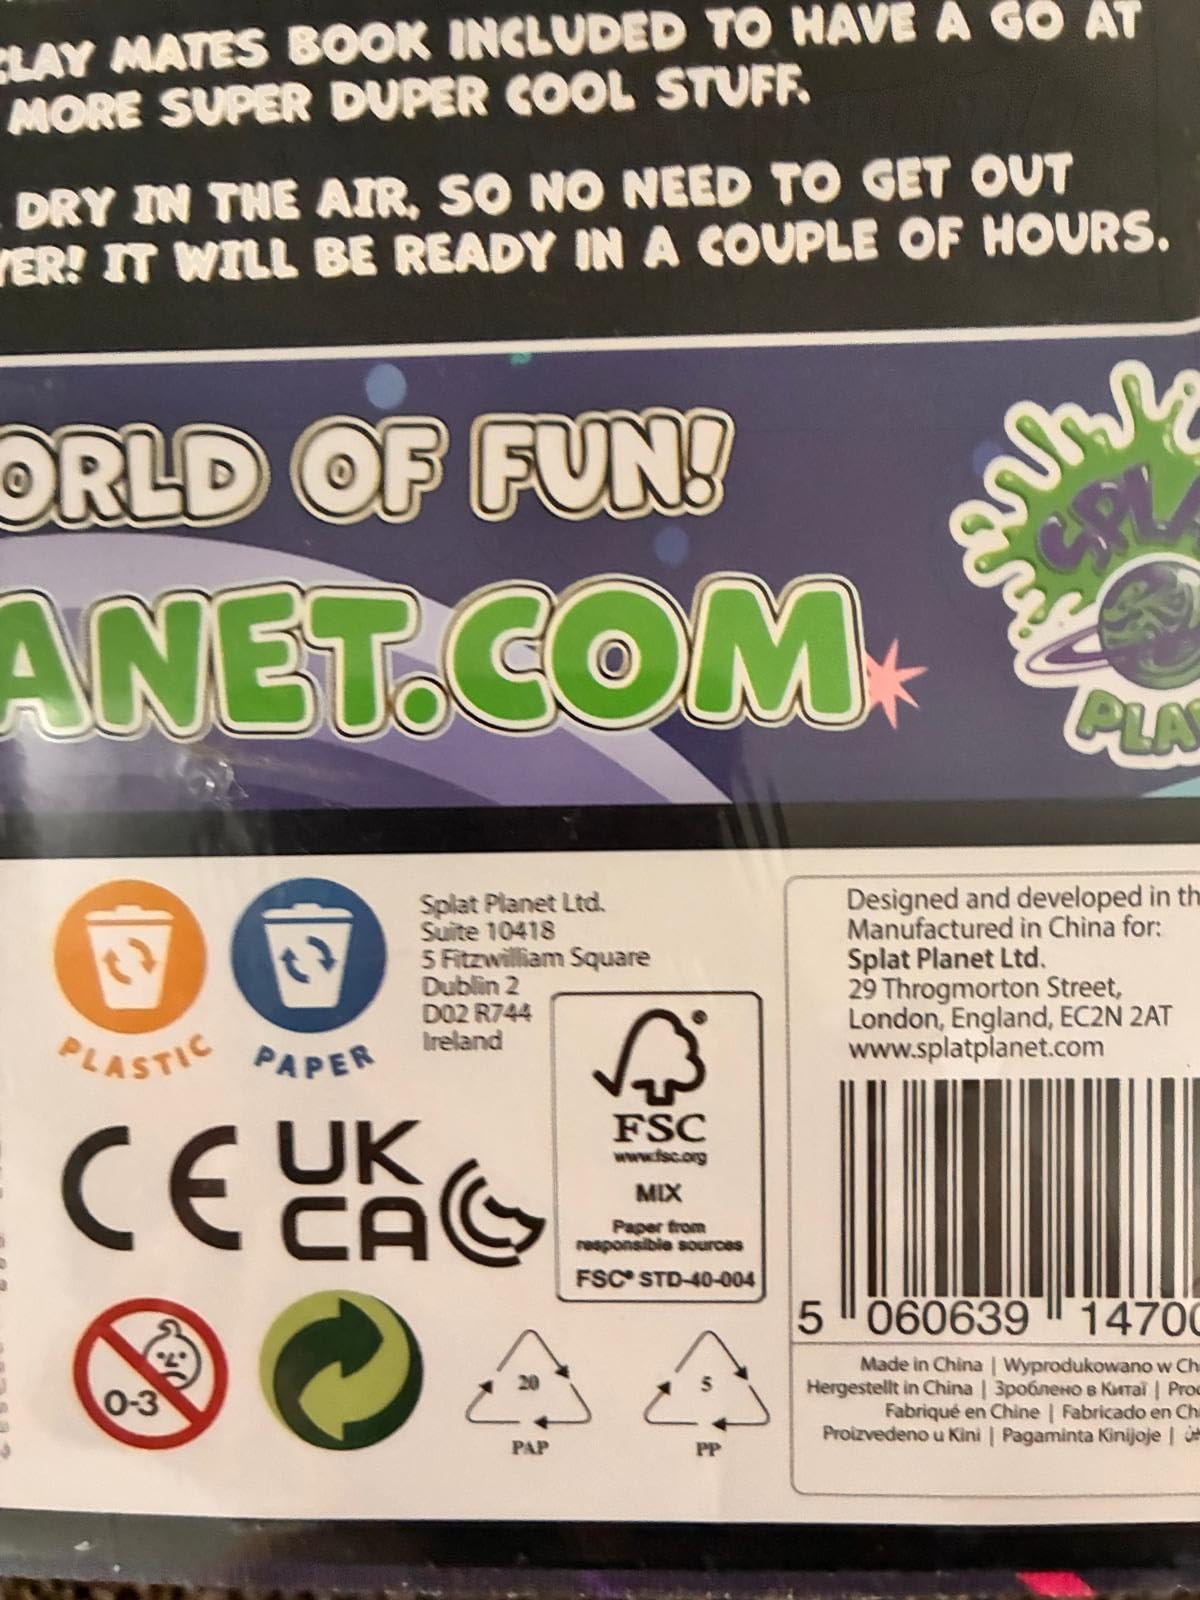 CLAY MATES BOOK INCLUDED TO HAVE A GO AT
MORE SUPER DUPER COOL STUFF.
DRY IN THE AIR, SO NO NEED TO GET OUT
YER! IT WILL BE READY IN A COUPLE OF HOURS.
ORLD OF FUN!
ANET.COM
SPLA
PLA
PLASTIC
PAPER
Splat Planet Ltd.
Suite 10418
5 Fitzwilliam Square
Dublin 2
D02 R744
Ireland
CE
UK
CA
FSC®
www.fsc.org
MIX
Paper from
responsible sources
FSC® STD-40-004
0-3
20
PAP
5
PP
Designed and developed in th
Manufactured in China for:
Splat Planet Ltd.
29 Throgmorton Street,
London, England, EC2N 2AT
www.splatplanet.com
5 060639 14700
Made in China | Wyprodukowano w Ch
Hergestellt in China | Зроблено в Китаї | Pro
Fabriqué en Chine | Fabricado en Chi
Proizvedeno u Kini | Pagaminta Kinijoje |